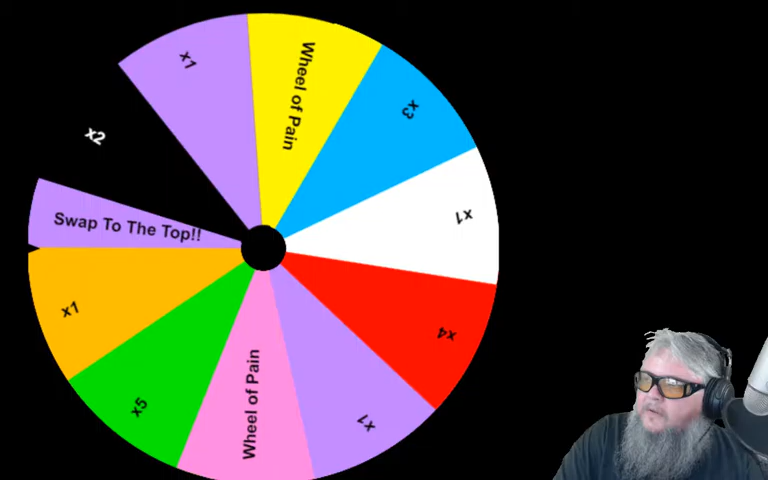 x1
Wheel of Pain
x3
x1
x4
x1
Wheel of Pain
x5
x1
Swap To The Top!!
x2